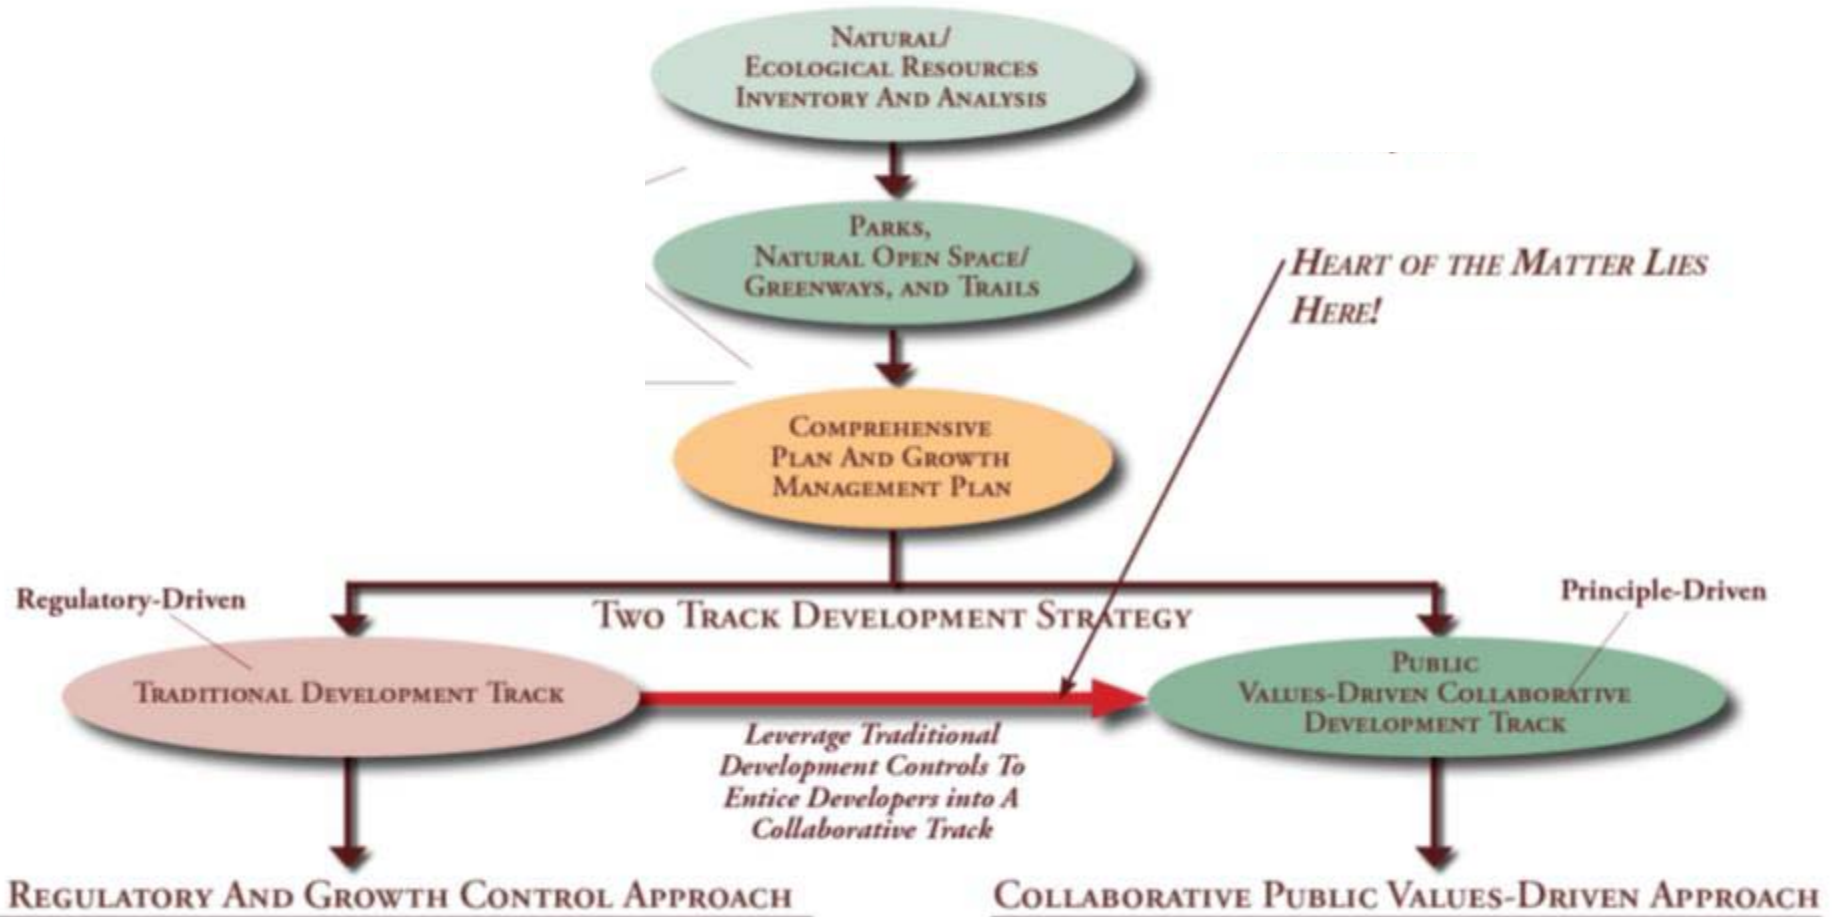 NATURAL/
ECOLOGICAL RESOURCES
INVENTORY AND ANALYSIS
PARKS,
NATURAL OPEN SPACE/
GREENWAYS, AND TRAILS
HEART OF THE MATTER LIES
HERE!
COMPREHENSIVE
PLAN AND GROWTH
MANAGEMENT PLAN
Regulatory-Driven
Principle-Driven
TWO TRACK DEVELOPMENT STRATEGY
TRADITIONAL DEVELOPMENT TRACK
PUBLIC
VALUES-DRIVEN COLLABORATIVE
DEVELOPMENT TRACK
Leverage Traditional
Development Controls To
Entice Developers into A
Collaborative Track
REGULATORY AND GROWTH CONTROL APPROACH
COLLABORATIVE PUBLIC VALUES-DRIVEN APPROACH